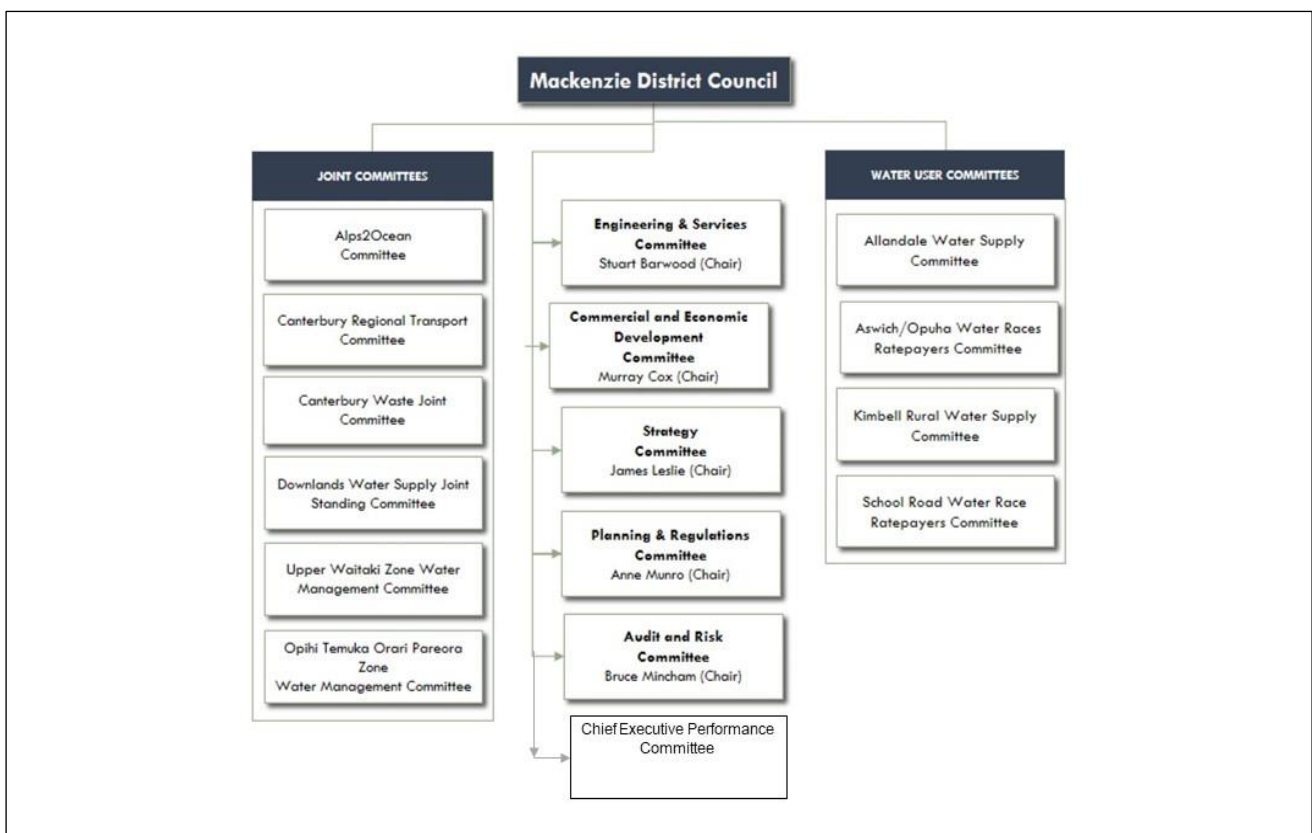 Mackenzie District Council
JOINT COMMITTEES
Alps2Ocean
Committee
Canterbury Regional Transport
Committee
Canterbury Waste Joint
Committee
Downlands Water Supply Joint
Standing Committee
Upper Waitaki Zone Water
Management Committee
Opihi Temuka Orari Pareora
Zone
Water Management Committee
Engineering & Services
Committee
Stuart Barwood (Chair)
Commercial and Economic
Development
Committee
Murray Cox (Chair)
Strategy
Committee
James Leslie (Chair)
Planning & Regulations
Committee
Anne Munro (Chair)
Audit and Risk
Committee
Bruce Mincham (Chair)
Chief Executive Performance
Committee
WATER USER COMMITTEES
Allandale Water Supply
Committee
Aswich/Opuha Water Races
Ratepayers Committee
Kimbell Rural Water Supply
Committee
School Road Water Race
Ratepayers Committee